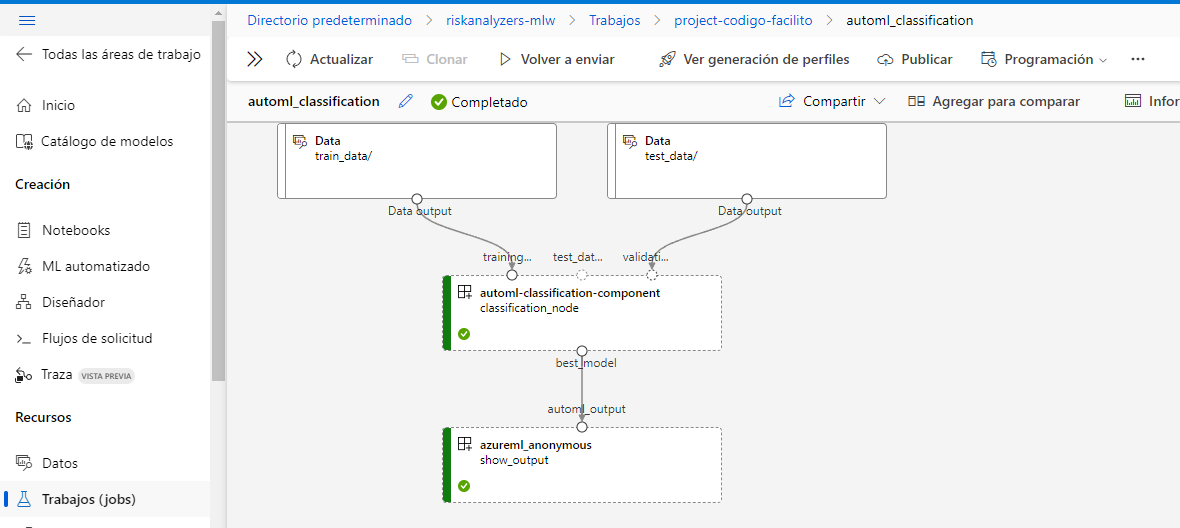 Directorio predeterminado > riskanalyzers-mlw > Trabajos > project-codigo-facilito > automl_classification
Todas las áreas de trabajo
Actualizar Clonar Volver a enviar Ver generación de perfiles Publicar Programación ...
Inicio
Catálogo de modelos
Creación
Notebooks
ML automatizado
Diseñador
Flujos de solicitud
Traza VISTA PREVIA
Recursos
Datos
Trabajos (jobs)
automl_classification Completado Compartir Agregar para comparar Infor
Data
train_data/
Data
test_data/
Data output
Data output
training...
test_dat...
validati...
automl-classification-component
classification_node
best_model
automl_output
azureml_anonymous
show_output